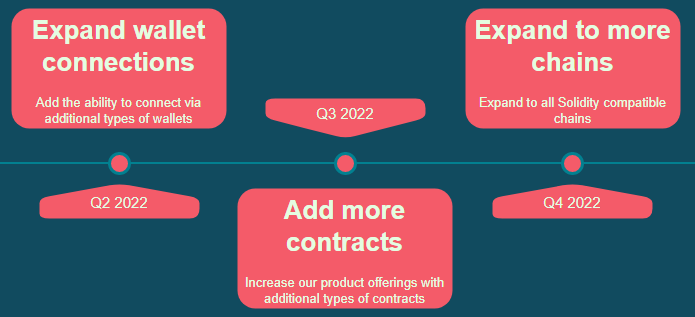 Expand wallet
connections
Add the ability to connect via
additional types of wallets
Q2 2022
Q3 2022
Add more
contracts
Increase our product offerings with
additional types of contracts
Expand to more
chains
Expand to all Solidity compatible
chains
Q4 2022